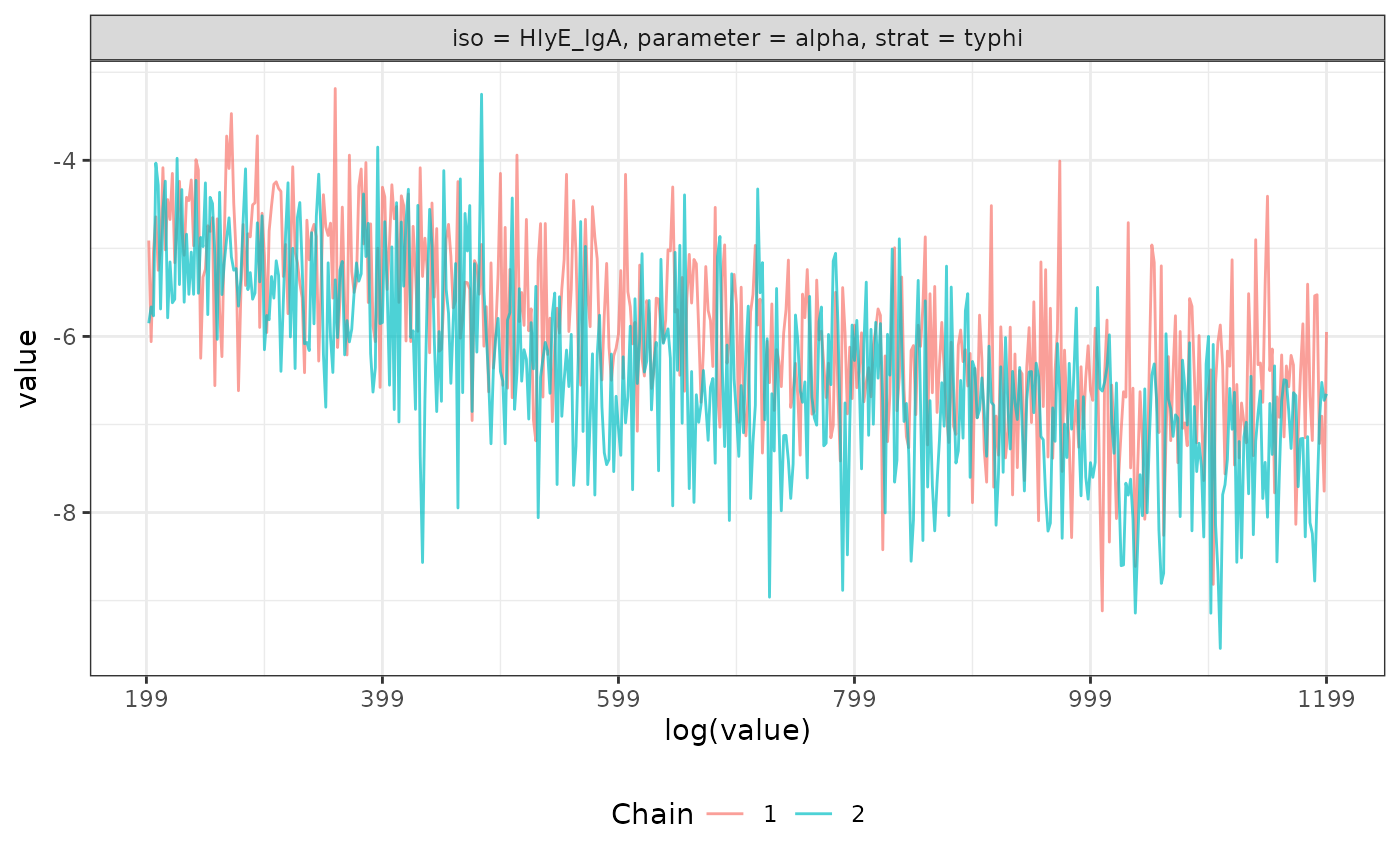 iso = HlyE_IgA, parameter = alpha, strat = typhi
-4
-6
-8
value
199 399 599 799 999 1199
log(value)
Chain 1 2